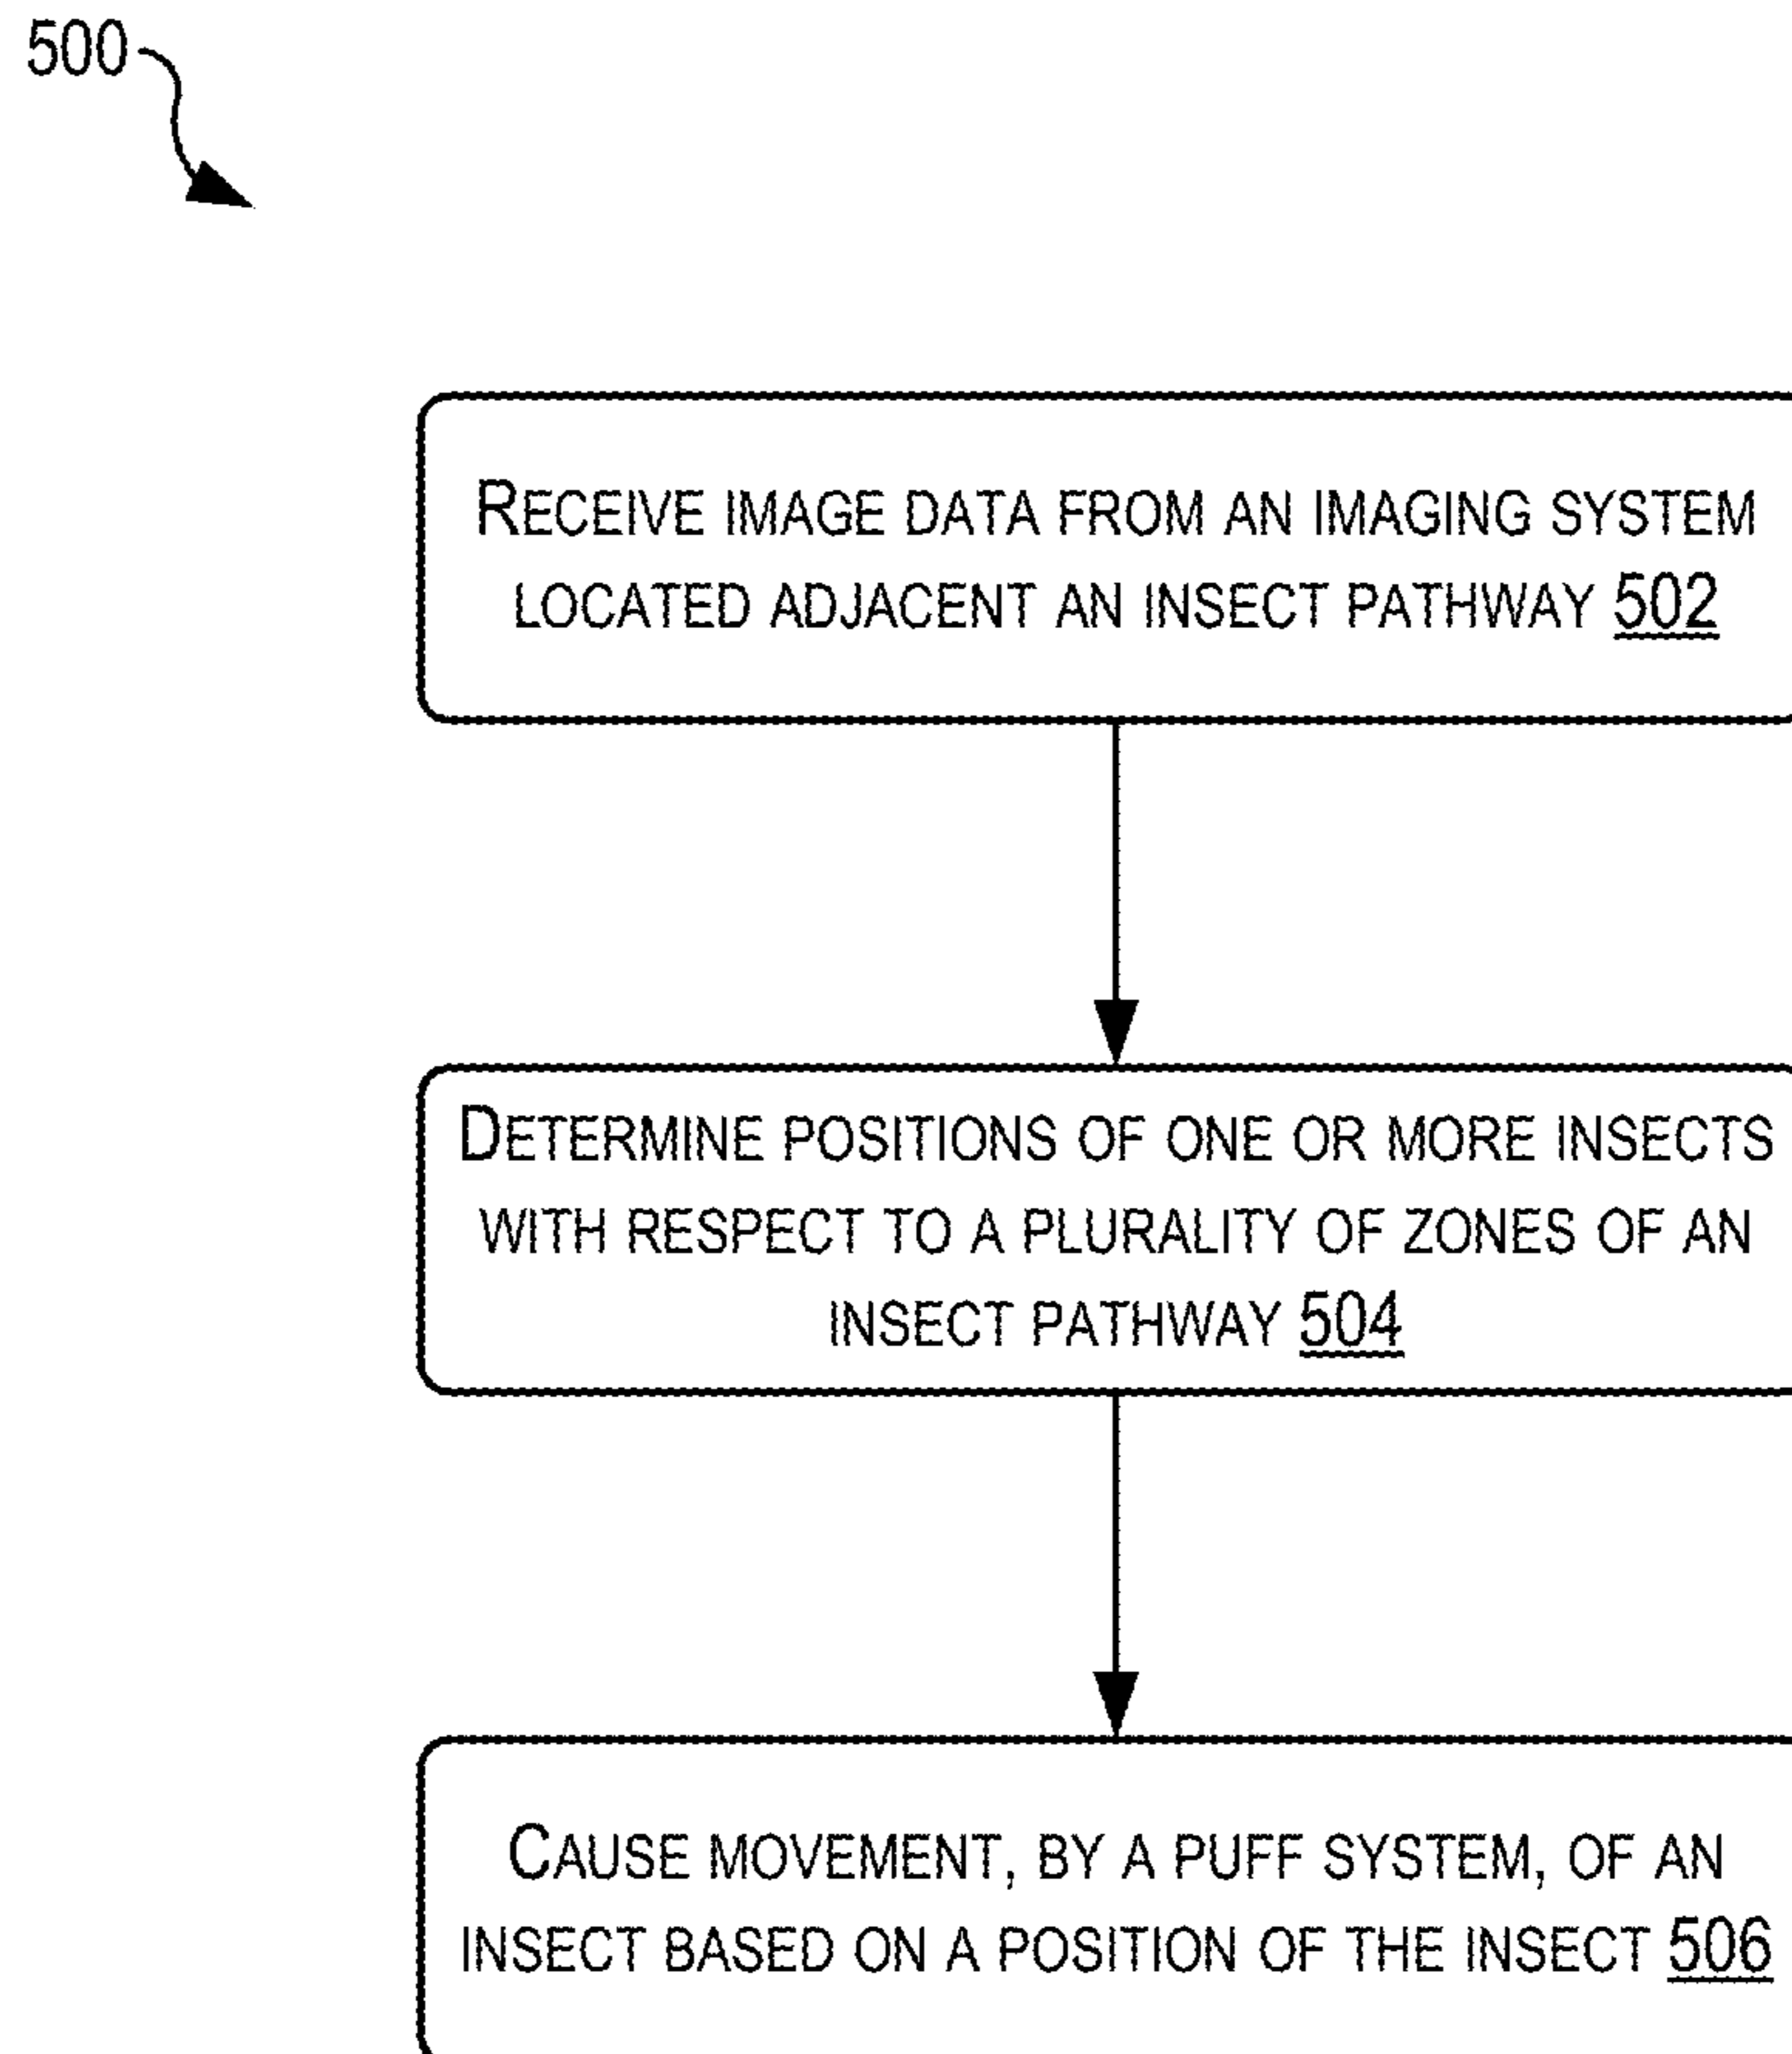 500
RECEIVE IMAGE DATA FROM AN IMAGING SYSTEM
LOCATED ADJACENT AN INSECT PATHWAY 502
DETERMINE POSITIONS OF ONE OR MORE INSECTS
WITH RESPECT TO A PLURALITY OF ZONES OF AN
INSECT PATHWAY 504
CAUSE MOVEMENT, BY A PUFF SYSTEM, OF AN
INSECT BASED ON A POSITION OF THE INSECT 506